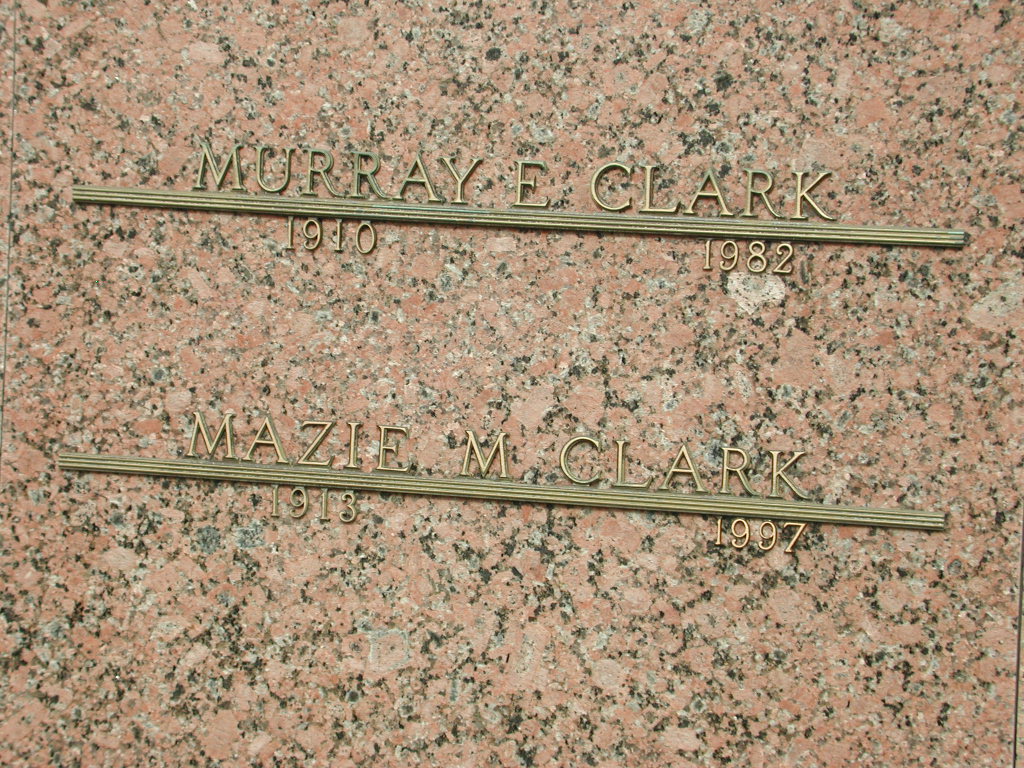 MURRAY E CLARK
1910 1982
MAZIE M CLARK
1913 1997